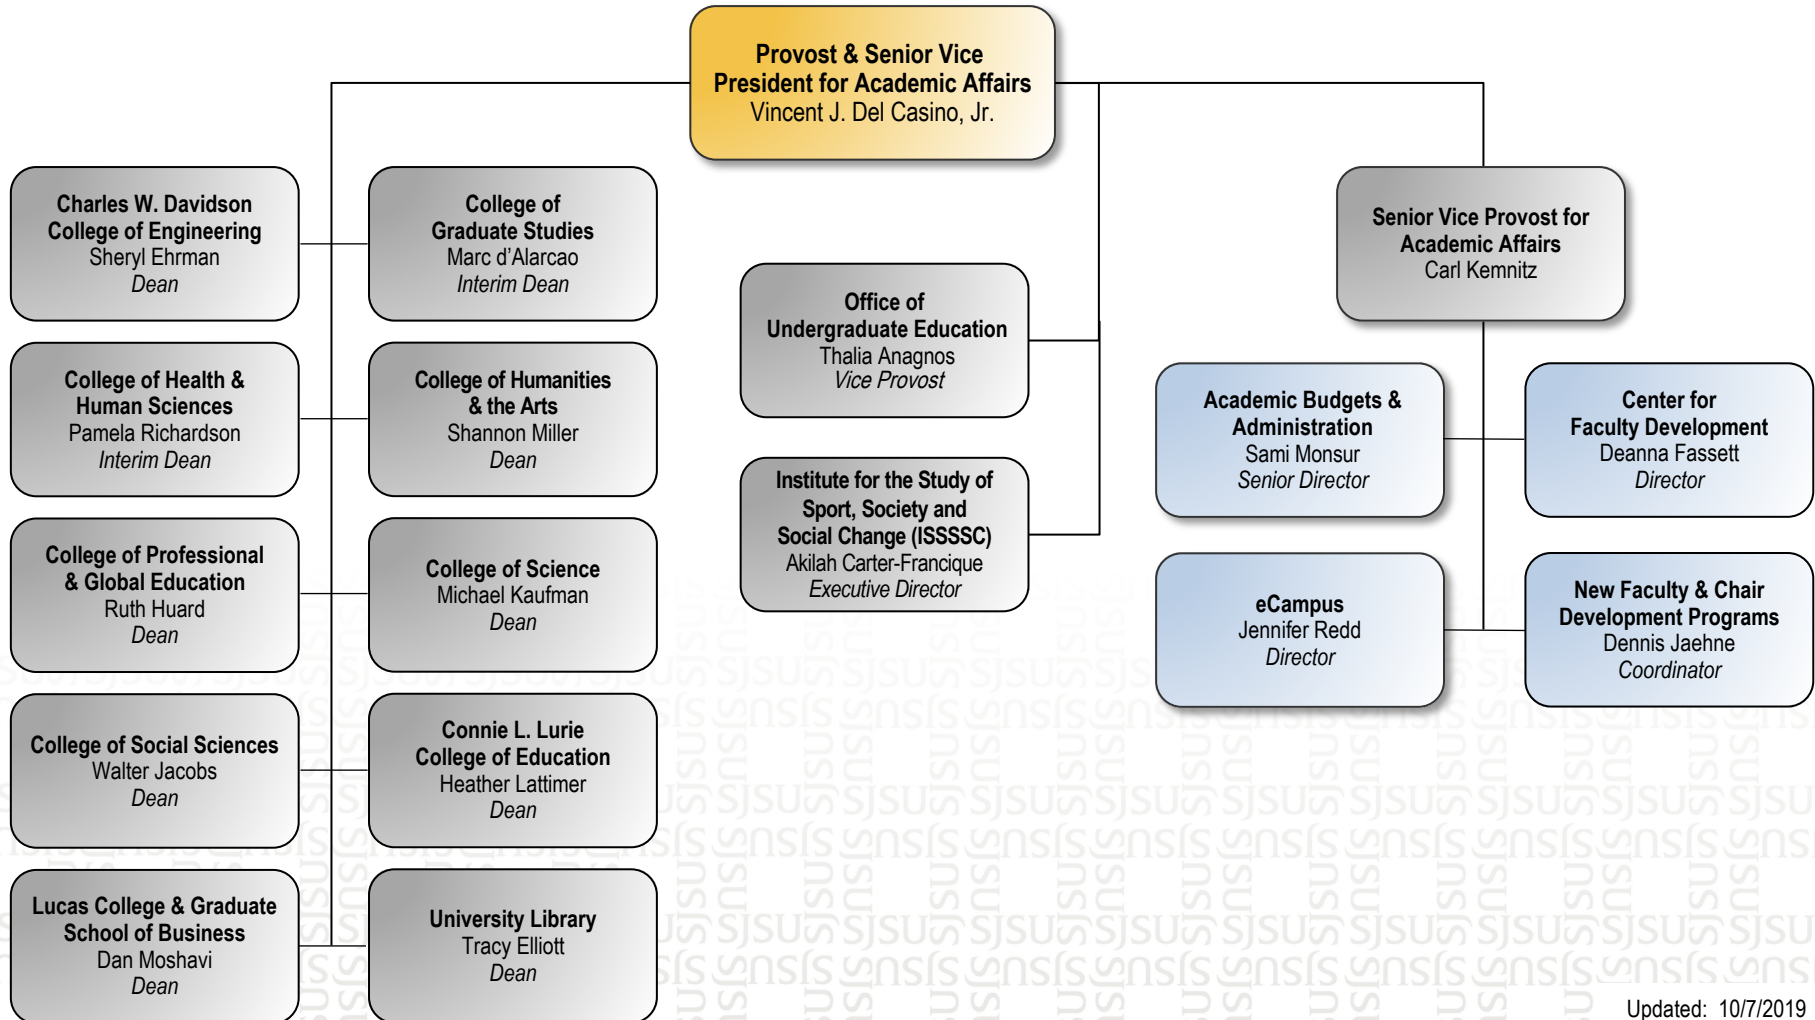 Provost & Senior Vice
President for Academic Affairs
Vincent J. Del Casino, Jr.
Charles W. Davidson
College of Engineering
Sheryl Ehrman
Dean
College of
Graduate Studies
Marc d’Alarcao
Interim Dean
College of Health &
Human Sciences
Pamela Richardson
Interim Dean
College of Humanities
& the Arts
Shannon Miller
Dean
College of Professional
& Global Education
Ruth Huard
Dean
College of Science
Michael Kaufman
Dean
College of Social Sciences
Walter Jacobs
Dean
Connie L. Lurie
College of Education
Heather Lattimer
Dean
Lucas College & Graduate
School of Business
Dan Moshavi
Dean
University Library
Tracy Elliott
Dean
Office of
Undergraduate Education
Thalia Anagnos
Vice Provost
Institute for the Study of
Sport, Society and
Social Change (ISSSSC)
Akilah Carter-Francique
Executive Director
Senior Vice Provost for
Academic Affairs
Carl Kemnitz
Academic Budgets &
Administration
Sami Monsur
Senior Director
Center for
Faculty Development
Deanna Fassett
Director
eCampus
Jennifer Redd
Director
New Faculty & Chair
Development Programs
Dennis Jaehne
Coordinator
Updated: 10/7/2019